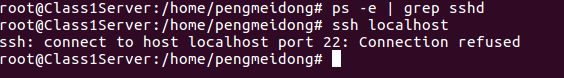 root@Class1Server:/home/pengmeidong# ps -e | grep sshd
root@Class1Server:/home/pengmeidong# ssh localhost
ssh: connect to host localhost port 22: Connection refused
root@Class1Server:/home/pengmeidong#